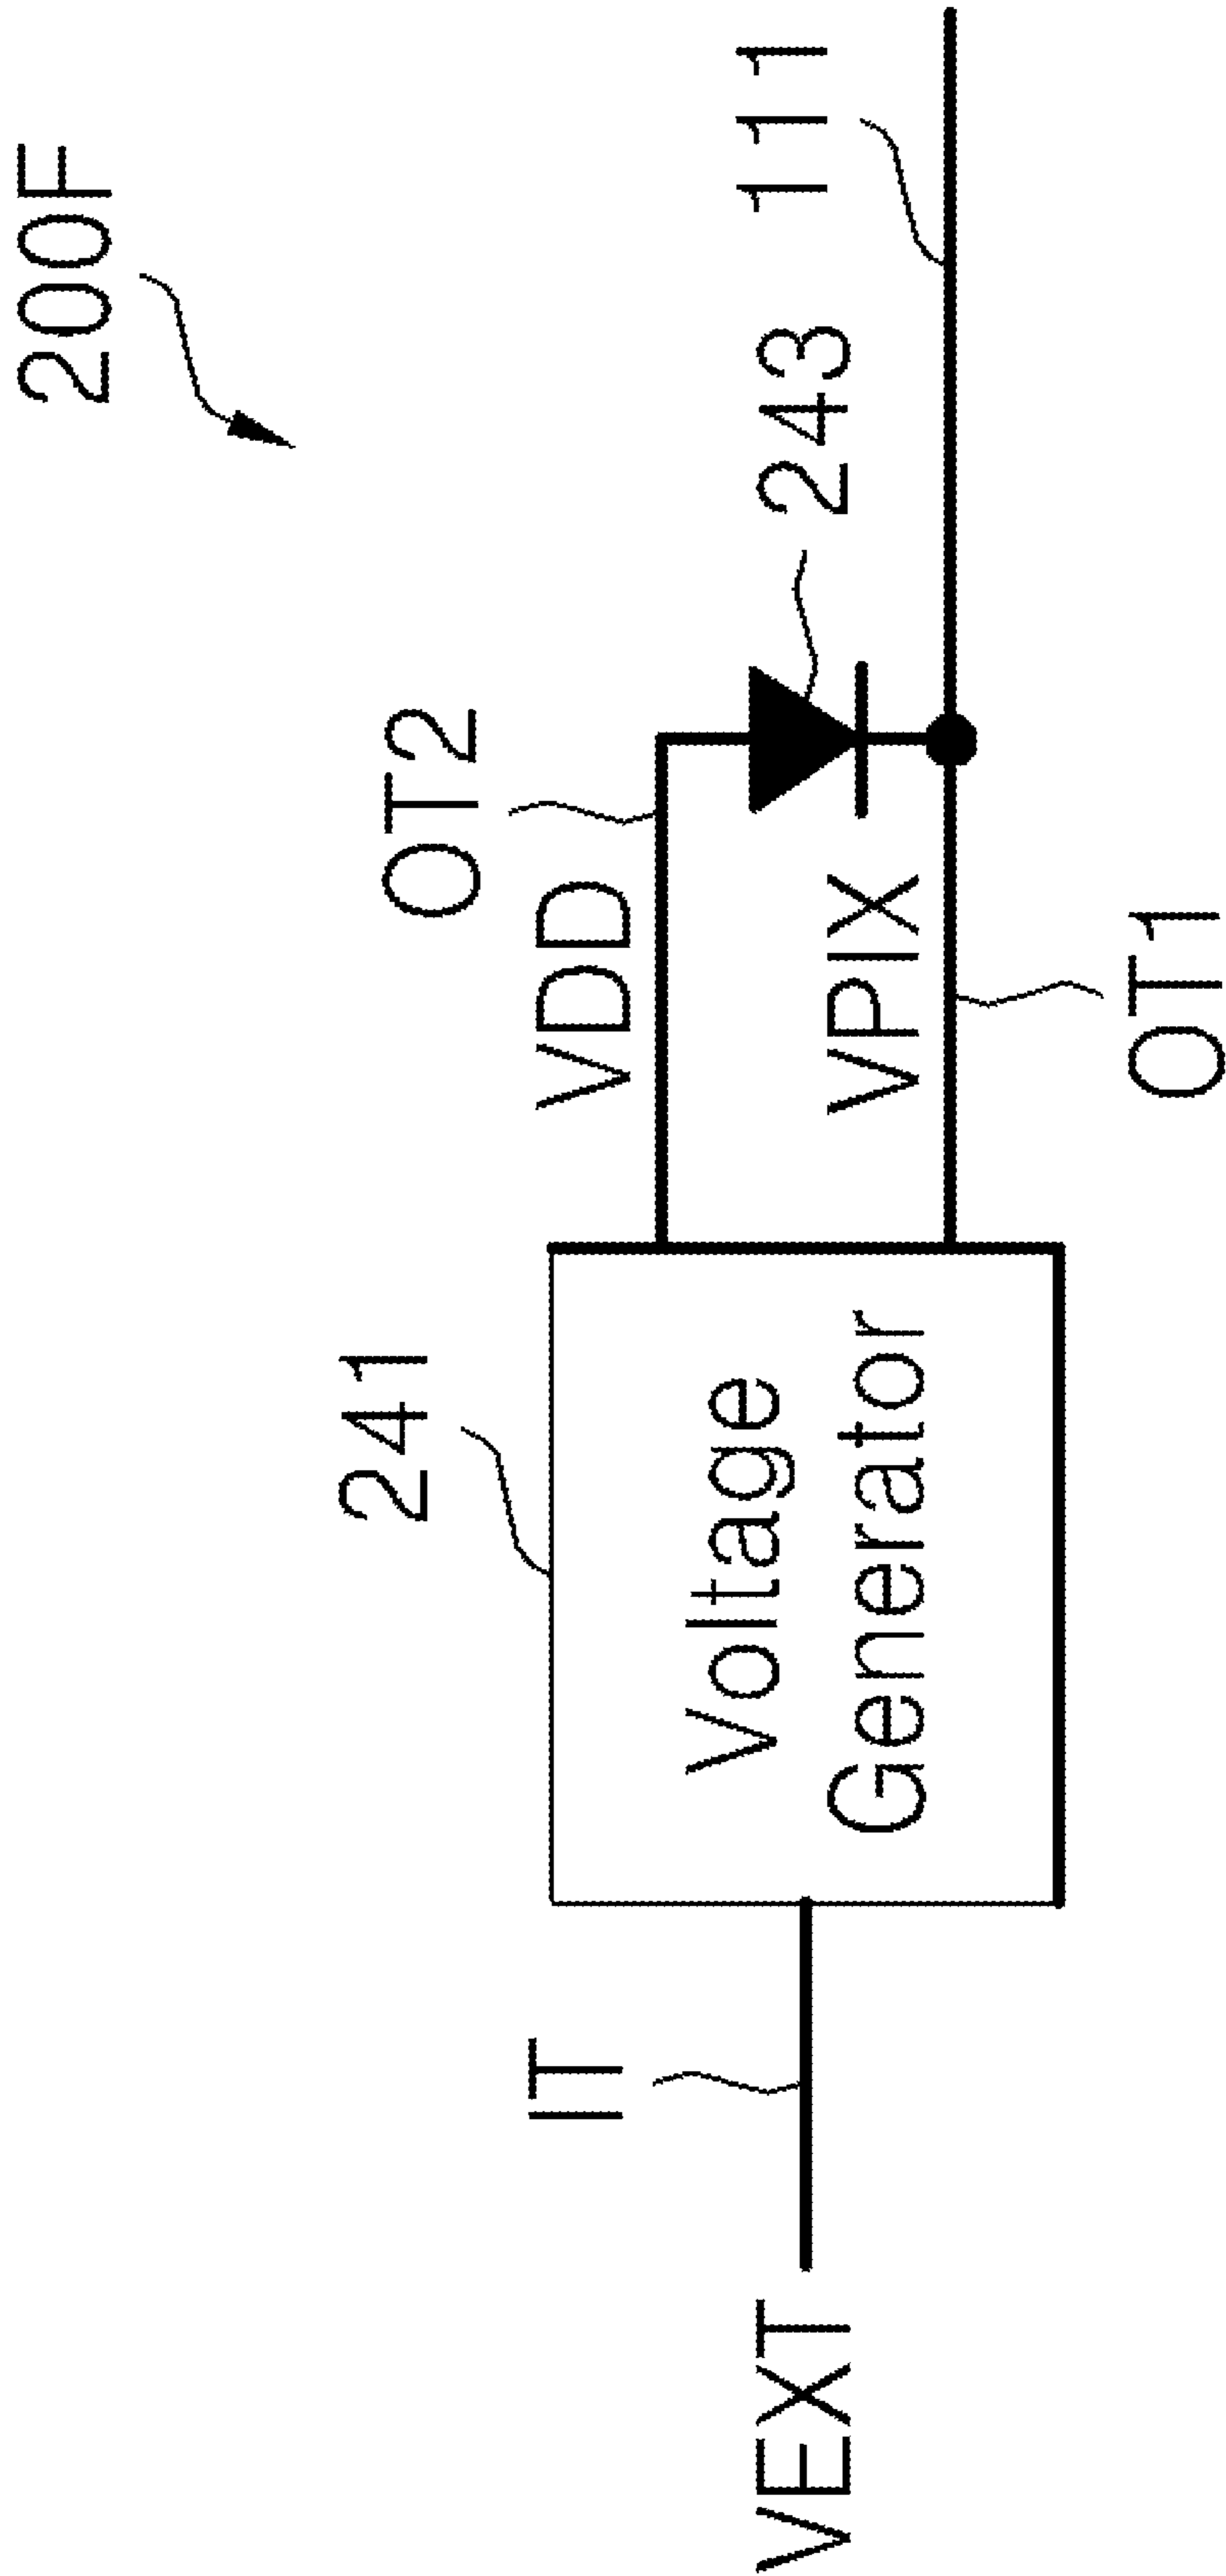 200F
241
OT2
VDD
243
111
IT
VEXT
Voltage
Generator
VPIX
OT1